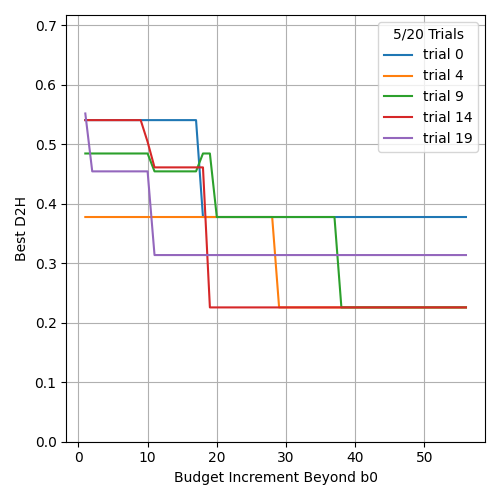 5/20 Trials
trial 0
trial 4
trial 9
trial 14
trial 19
Best D2H
0.7
0.6
0.5
0.4
0.3
0.2
0.1
0.0
0 10 20 30 40 50
Budget Increment Beyond b0